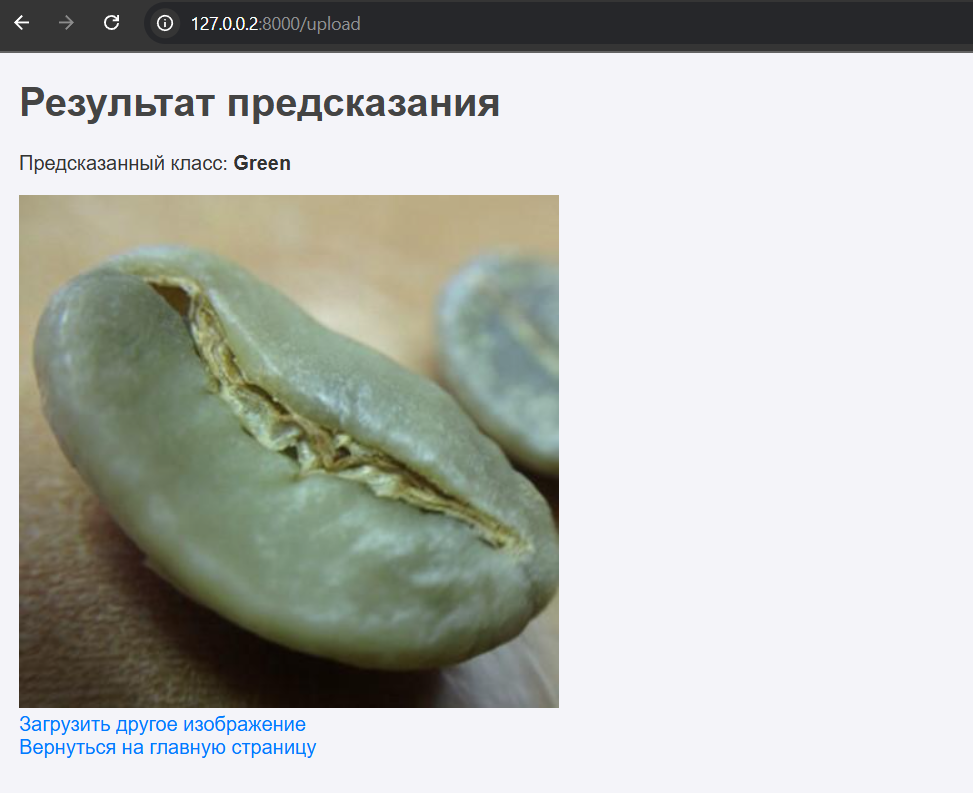 127.0.0.2:8000/upload
Результат предсказания
Предсказанный класс: Green
Загрузить другое изображение
Вернуться на главную страницу